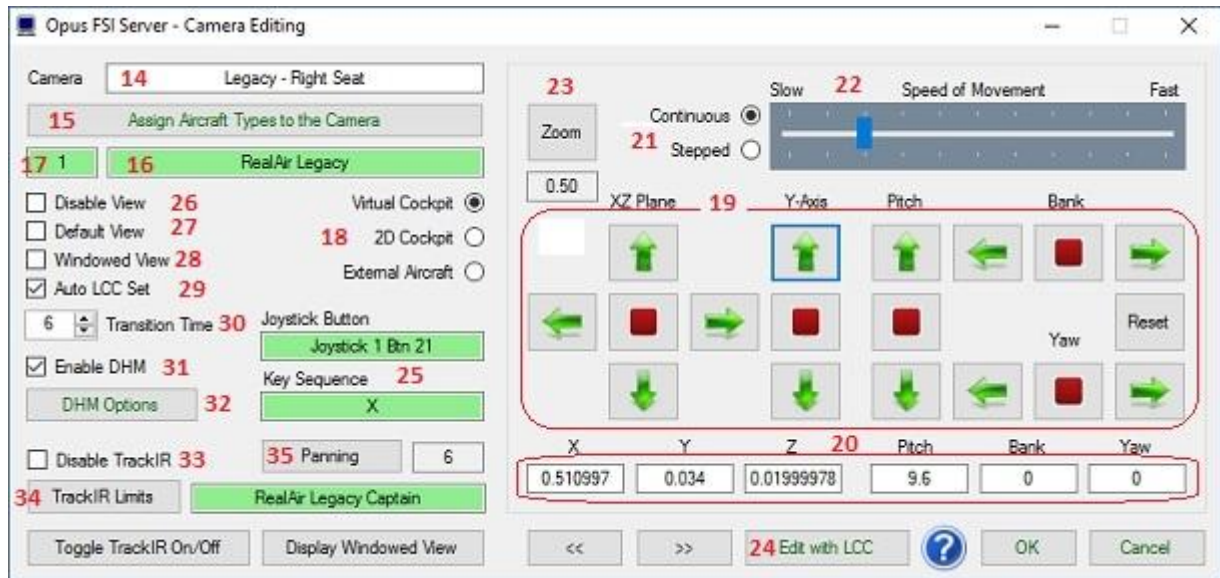 Opus FSI Server - Camera Editing
Camera 14 Legacy - Right Seat
15 Assign Aircraft Types to the Camera
17 1 16 RealAir Legacy
Disable View 26
Default View 27
Windowed View 28
Auto LCC Set 29
Virtual Cockpit
18 2D Cockpit
External Aircraft
6 Transition Time 30
Joystick Button
Joystick 1 Btn 21
Enable DHM 31
Key Sequence 25
DHM Options 32
X
Disable TrackIR 33
35 Panning 6
34 TrackIR Limits RealAir Legacy Captain
Toggle TrackIR On/Off Display Windowed View
23
Zoom
0.50
Continuous
21 Stepped
Slow 22 Speed of Movement Fast
XZ Plane 19 Y-Axis Pitch Bank
Reset
Yaw
X Y Z 20 Pitch Bank Yaw
0.510997 0.034 0.01999978 9.6 0 0
<< >> 24 Edit with LCC ? OK Cancel